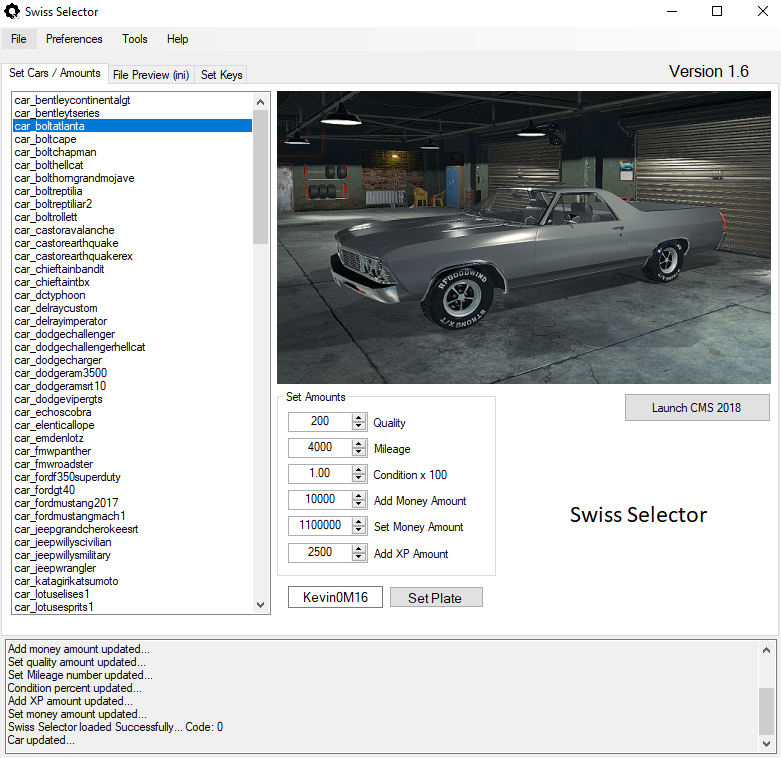 Swiss Selector
File Preferences Tools Help
Set Cars / Amounts File Preview (ini) Set Keys
Version 1.6
car_bentleycontinentalgt
car_bentleytseries
car_boltatlanta
car_boltcape
car_boltchapman
car_bolthellcat
car_bolthorngrandmojave
car_boltreptilia
car_boltreptiliar2
car_boltrollett
car_castoravalanche
car_castorearthquake
car_castorearthquakerex
car_chieftainbandit
car_chieftaintbx
car_dctyphoon
car_delraycustom
car_delrayimperator
car_dodgechallenger
car_dodgechallengerhellcat
car_dodgecharger
car_dodgeram3500
car_dodgeramsrt10
car_dodgevipergts
car_echoscobra
car_elenticallope
car_emdenlotz
car_fmwpanther
car_fmwroadster
car_fordf350superduty
car_fordgt40
car_fordmustang2017
car_fordmustangmach1
car_jeepgrandcherokeesrt
car_jeepwillyscivilian
car_jeepwillysmilitary
car_jeepwrangler
car_katagirikatsumoto
car_lotuselises1
car_lotusesprits1
RFGOODWIND
STRONGX/T
Set Amounts
200 Quality
4000 Mileage
1.00 Condition x 100
10000 Add Money Amount
1100000 Set Money Amount
2500 Add XP Amount
Kevin0M16 Set Plate
Launch CMS 2018
Swiss Selector
Add money amount updated...
Set quality amount updated...
Set Mileage number updated...
Condition percent updated...
Add XP amount updated...
Set money amount updated...
Swiss Selector loaded Successfully... Code: 0
Car updated...